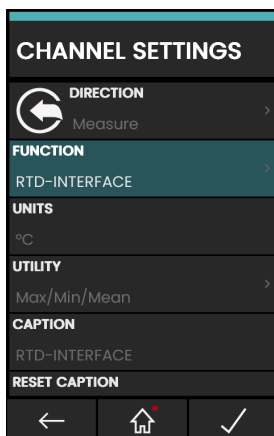 CHANNEL SETTINGS
DIRECTION
Measure
FUNCTION
RTD-INTERFACE
UNITS
°C
UTILITY
Max/Min/Mean
CAPTION
RTD-INTERFACE
RESET CAPTION